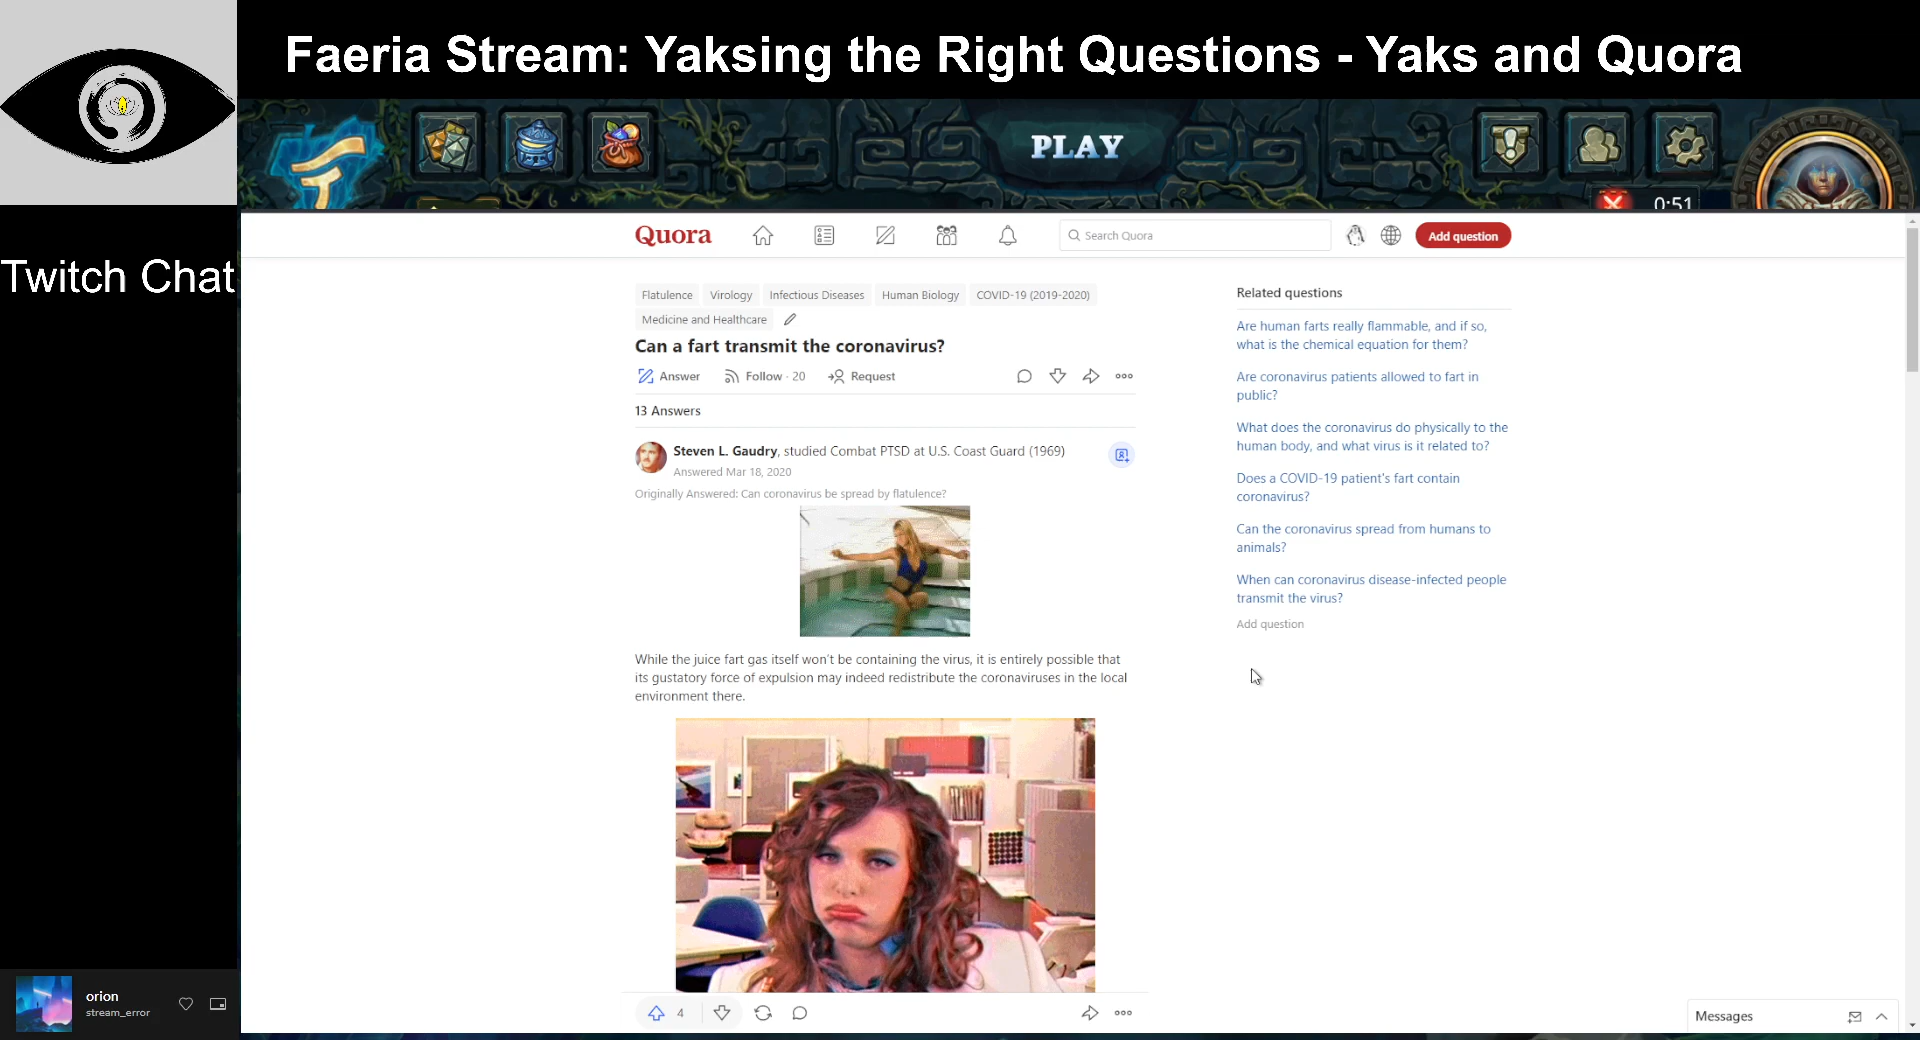 Faeria Stream: Yaksing the Right Questions - Yaks and Quora
PLAY
0:51
Twitch Chat
Quora
Search Quora
Add question
Flatulence
Virology
Infectious Diseases
Human Biology
COVID-19 (2019-2020)
Medicine and Healthcare
Can a fart transmit the coronavirus?
Answer
Follow · 20
Request
13 Answers
Steven L. Gaudry, studied Combat PTSD at U.S. Coast Guard (1969)
Answered Mar 18, 2020
Originally Answered: Can coronavirus be spread by flatulence?
While the juice fart gas itself won't be containing the virus, it is entirely possible that
its gustatory force of expulsion may indeed redistribute the coronaviruses in the local
environment there.
4
Related questions
Are human farts really flammable, and if so,
what is the chemical equation for them?
Are coronavirus patients allowed to fart in
public?
What does the coronavirus do physically to the
human body, and what virus is it related to?
Does a COVID-19 patient's fart contain
coronavirus?
Can the coronavirus spread from humans to
animals?
When can coronavirus disease-infected people
transmit the virus?
Add question
Messages
orion
stream_error